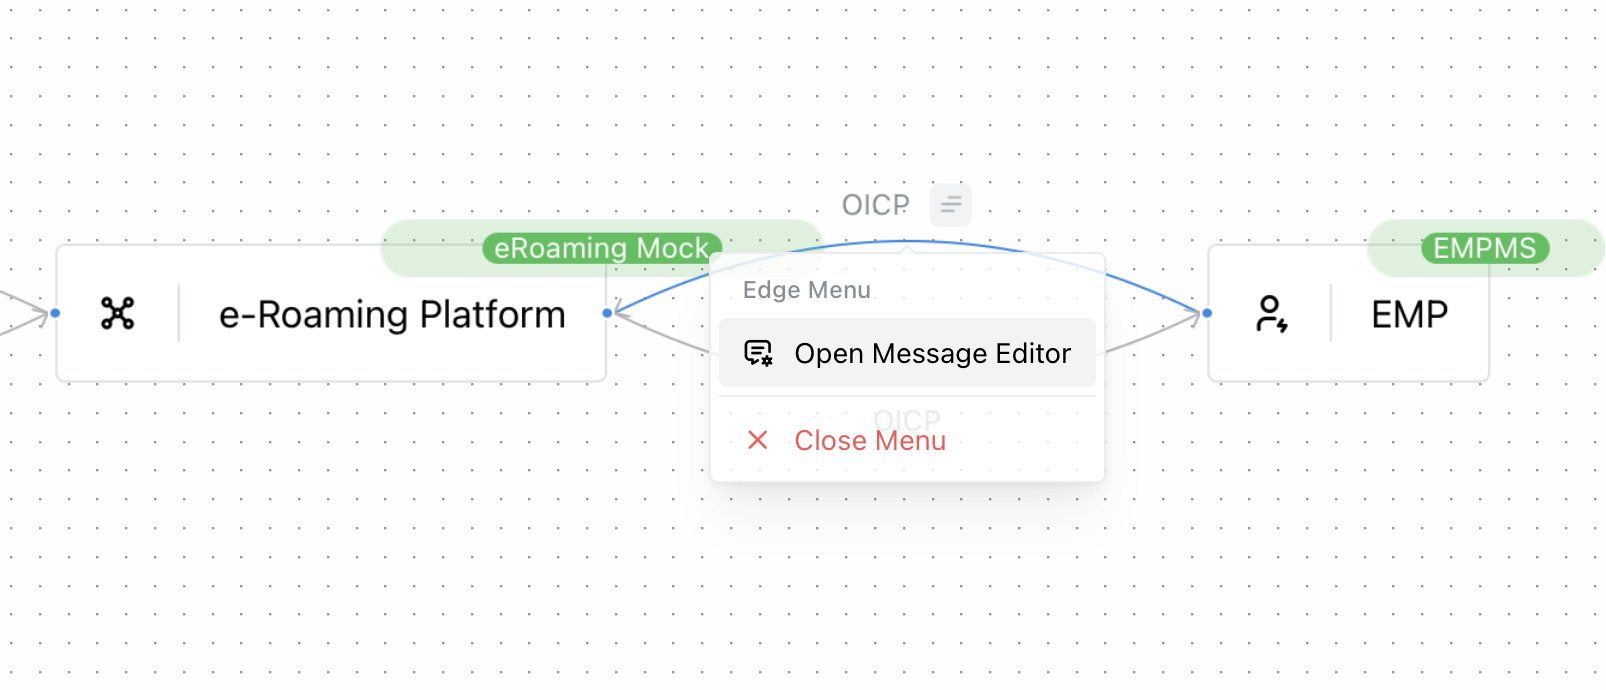 OICP
eRoaming Mock
EMPMS
Edge Menu
e-Roaming Platform
EMP
Open Message Editor
OICP
Close Menu